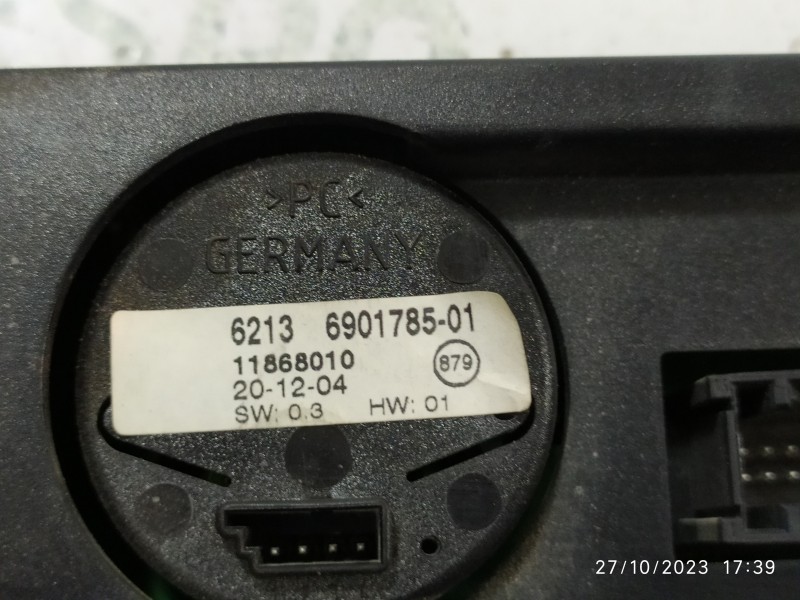 >PC<
GERMANY
6213 6901785-01
11868010 879
20-12-04
SW: 0.3 HW: 01
27/10/2023 17:39